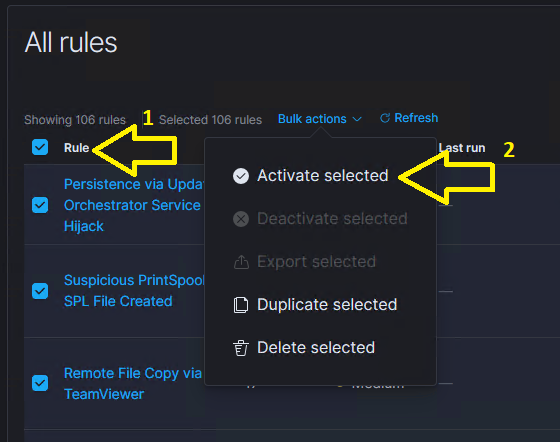 All rules
Showing 106 rules 1 Selected 106 rules Bulk actions Refresh
Rule Last run
2
Activate selected
Persistence via Upda
Orchestrator Service
Hijack
Deactivate selected
Export selected
Suspicious PrintSpoo
SPL File Created
Duplicate selected
Delete selected
Remote File Copy via
TeamViewer
Medium